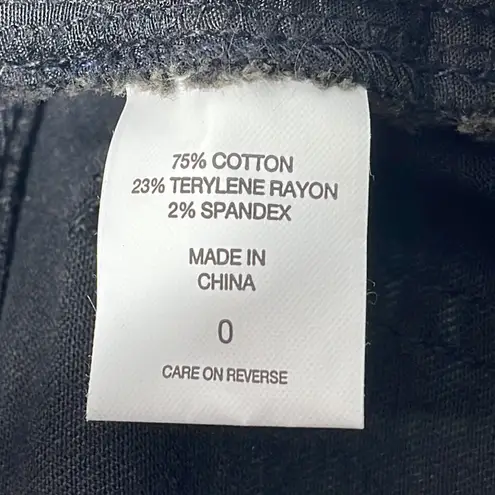 75% COTTON
23% TERYLENE RAYON
2% SPANDEX
MADE IN
CHINA
0
CARE ON REVERSE